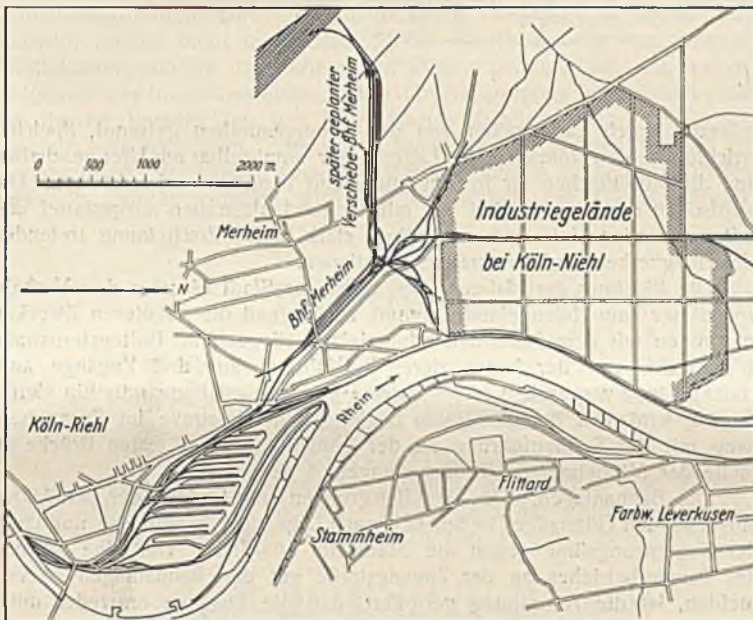 später geplanter
Verschiebe-Bhf. Merheim
0 500 1000 2000 m
Merheim
Industriegelände
bei Köln-Niehl
N
Bhf. Merheim
Rhein
Köln-Riehl
Flittard
Stammheim
Farbw. Leverkusen